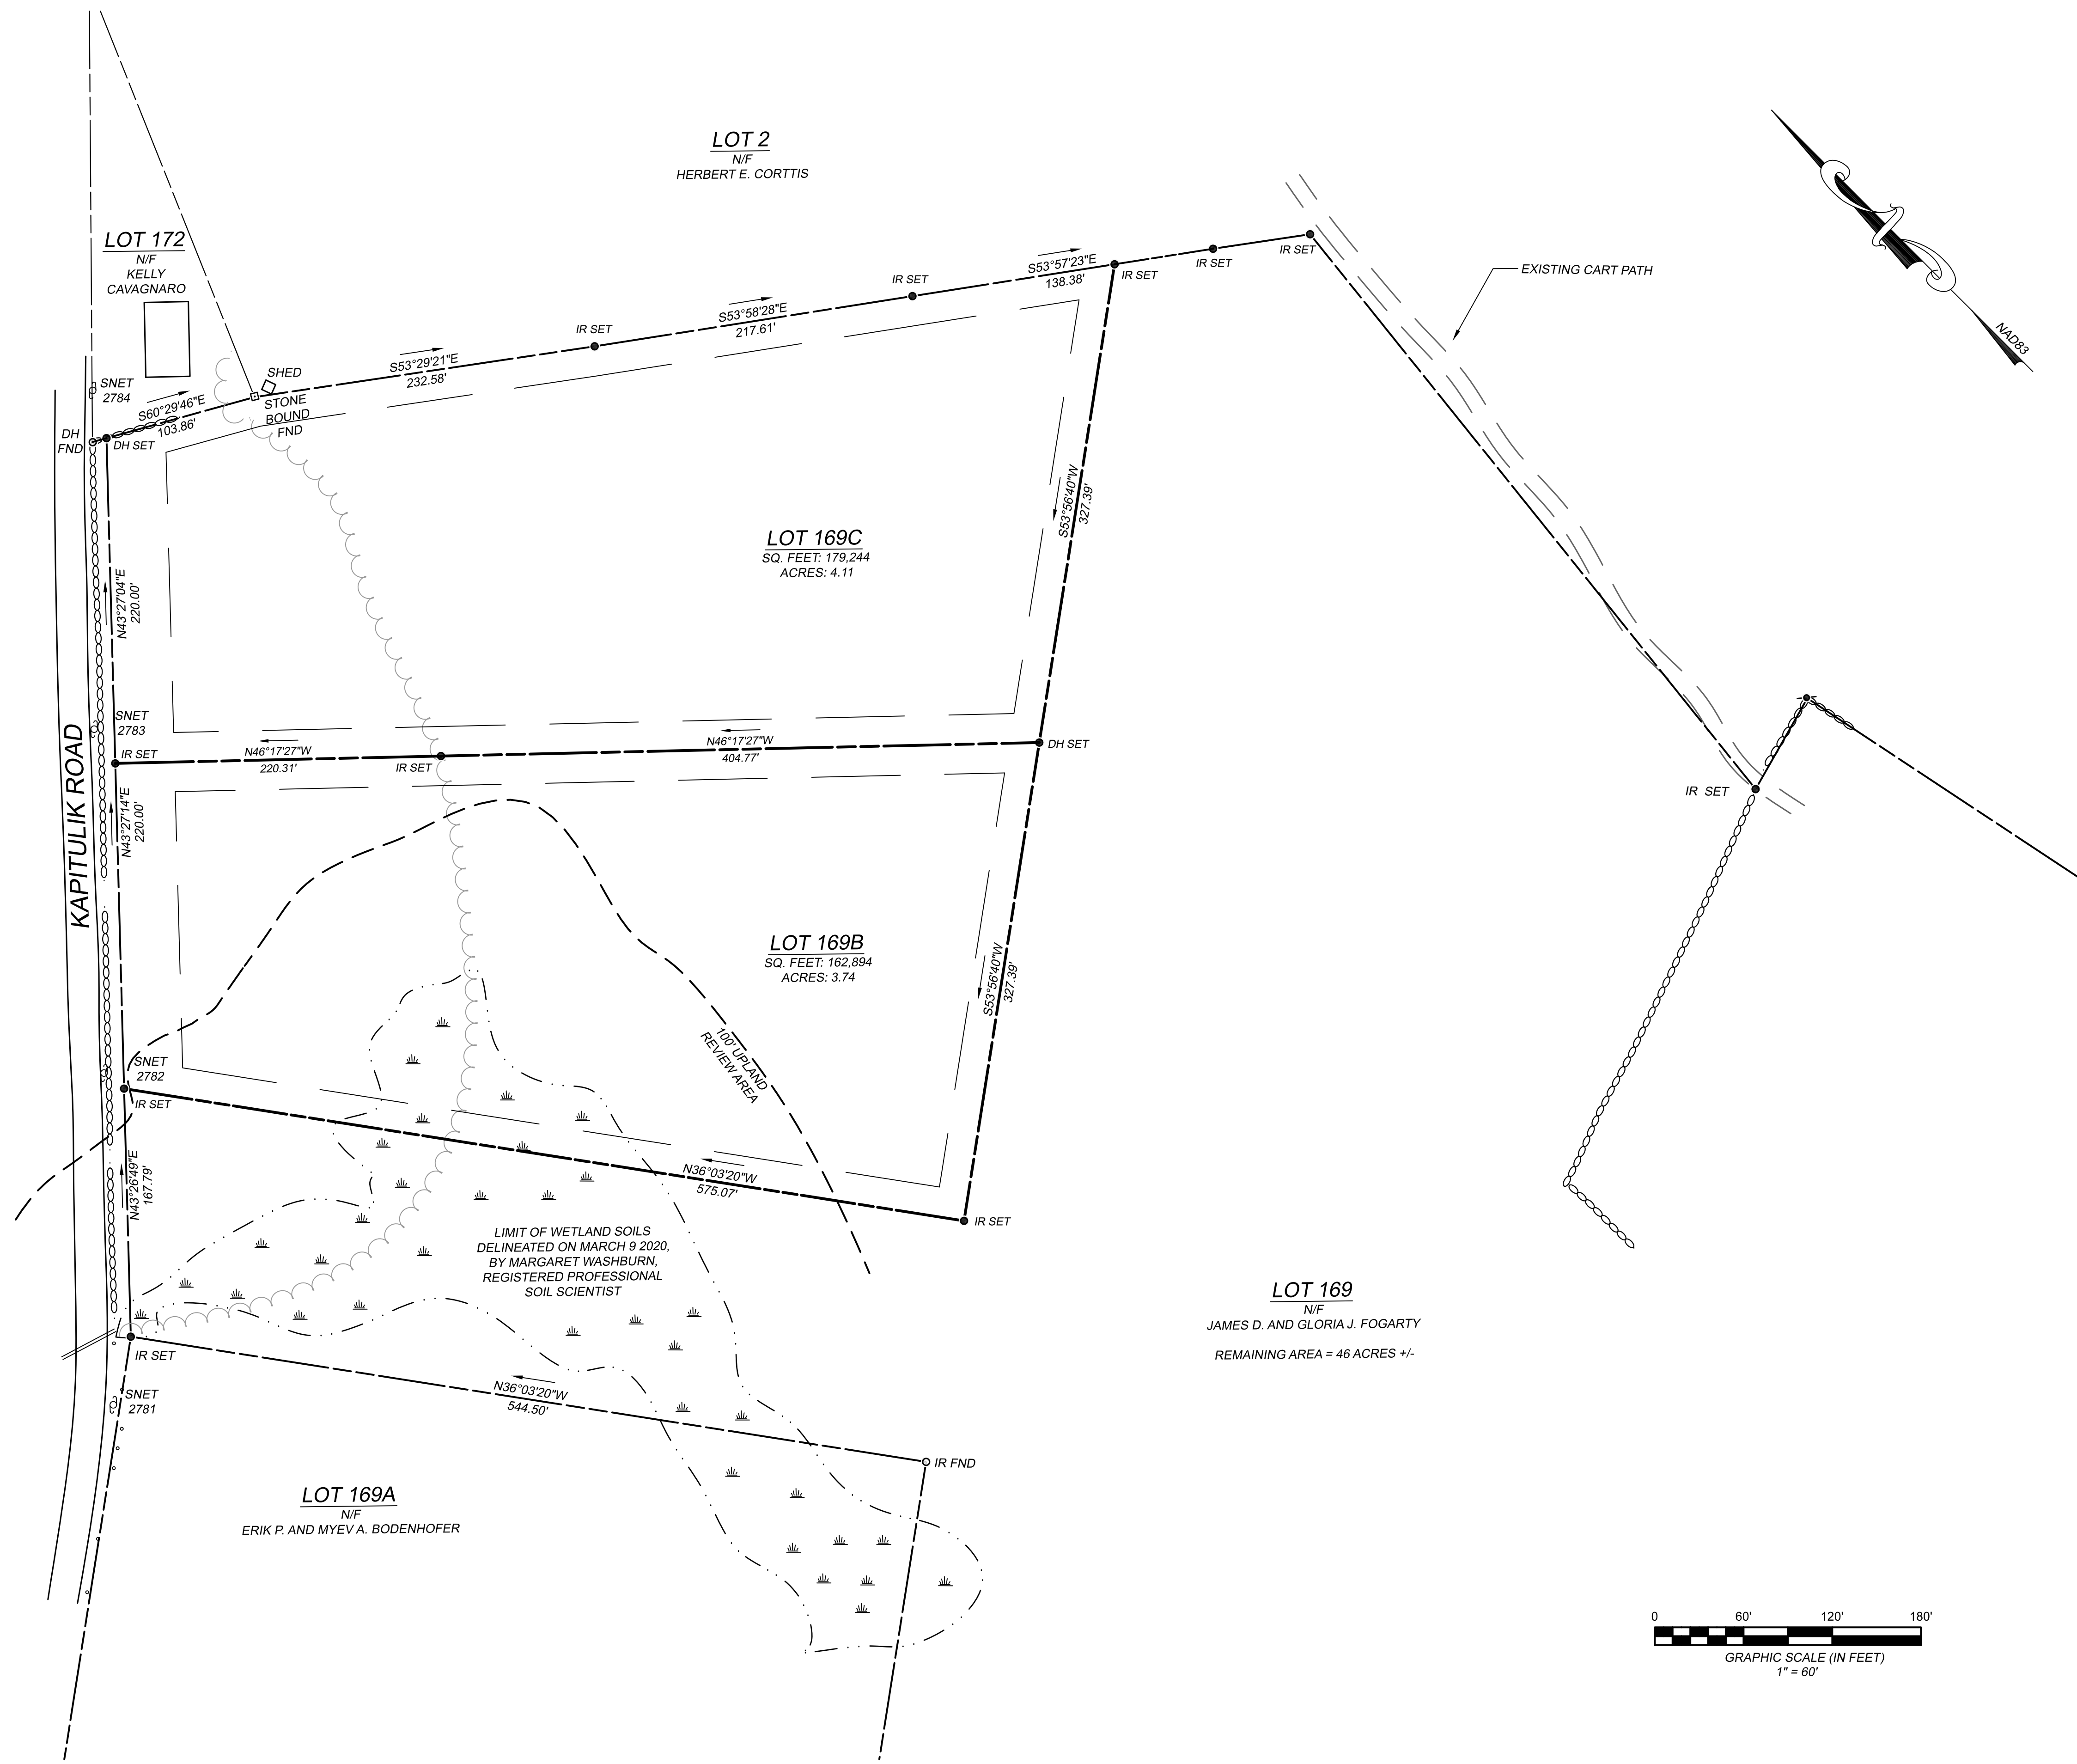 LOT 2
N/F
HERBERT E. CORTTIS
LOT 172
N/F
KELLY
CAVAGNARO
NAD83
EXISTING CART PATH
IR SET
IR SET
IR SET
S53°57'23"E
138.38'
IR SET
S53°58'28"E
217.61'
IR SET
S53°29'21"E
232.58'
SHED
STONE
BOUND
FND
SNET
2784
S60°29'46"E
103.86'
DH
FND
DH SET
LOT 169C
SQ. FEET: 179,244
ACRES: 4.11
S53°56'40"W
327.39'
N43°27'04"E
220.00'
KAPITULIK ROAD
SNET
2783
IR SET
N46°17'27"W
220.31'
IR SET
N46°17'27"W
404.77'
DH SET
IR SET
N43°27'14"E
220.00'
LOT 169B
SQ. FEET: 162,894
ACRES: 3.74
S53°56'40"W
327.39'
100' UPLAND
REVIEW AREA
SNET
2782
IR SET
N43°26'49"E
167.79'
N36°03'20"W
575.07'
IR SET
LIMIT OF WETLAND SOILS
DELINEATED ON MARCH 9 2020,
BY MARGARET WASHBURN,
REGISTERED PROFESSIONAL
SOIL SCIENTIST
LOT 169
N/F
JAMES D. AND GLORIA J. FOGARTY
REMAINING AREA = 46 ACRES +/-
IR SET
SNET
2781
N36°03'20"W
544.50'
IR FND
LOT 169A
N/F
ERIK P. AND MYEV A. BODENHOFER
0 60' 120' 180'
GRAPHIC SCALE (IN FEET)
1" = 60'